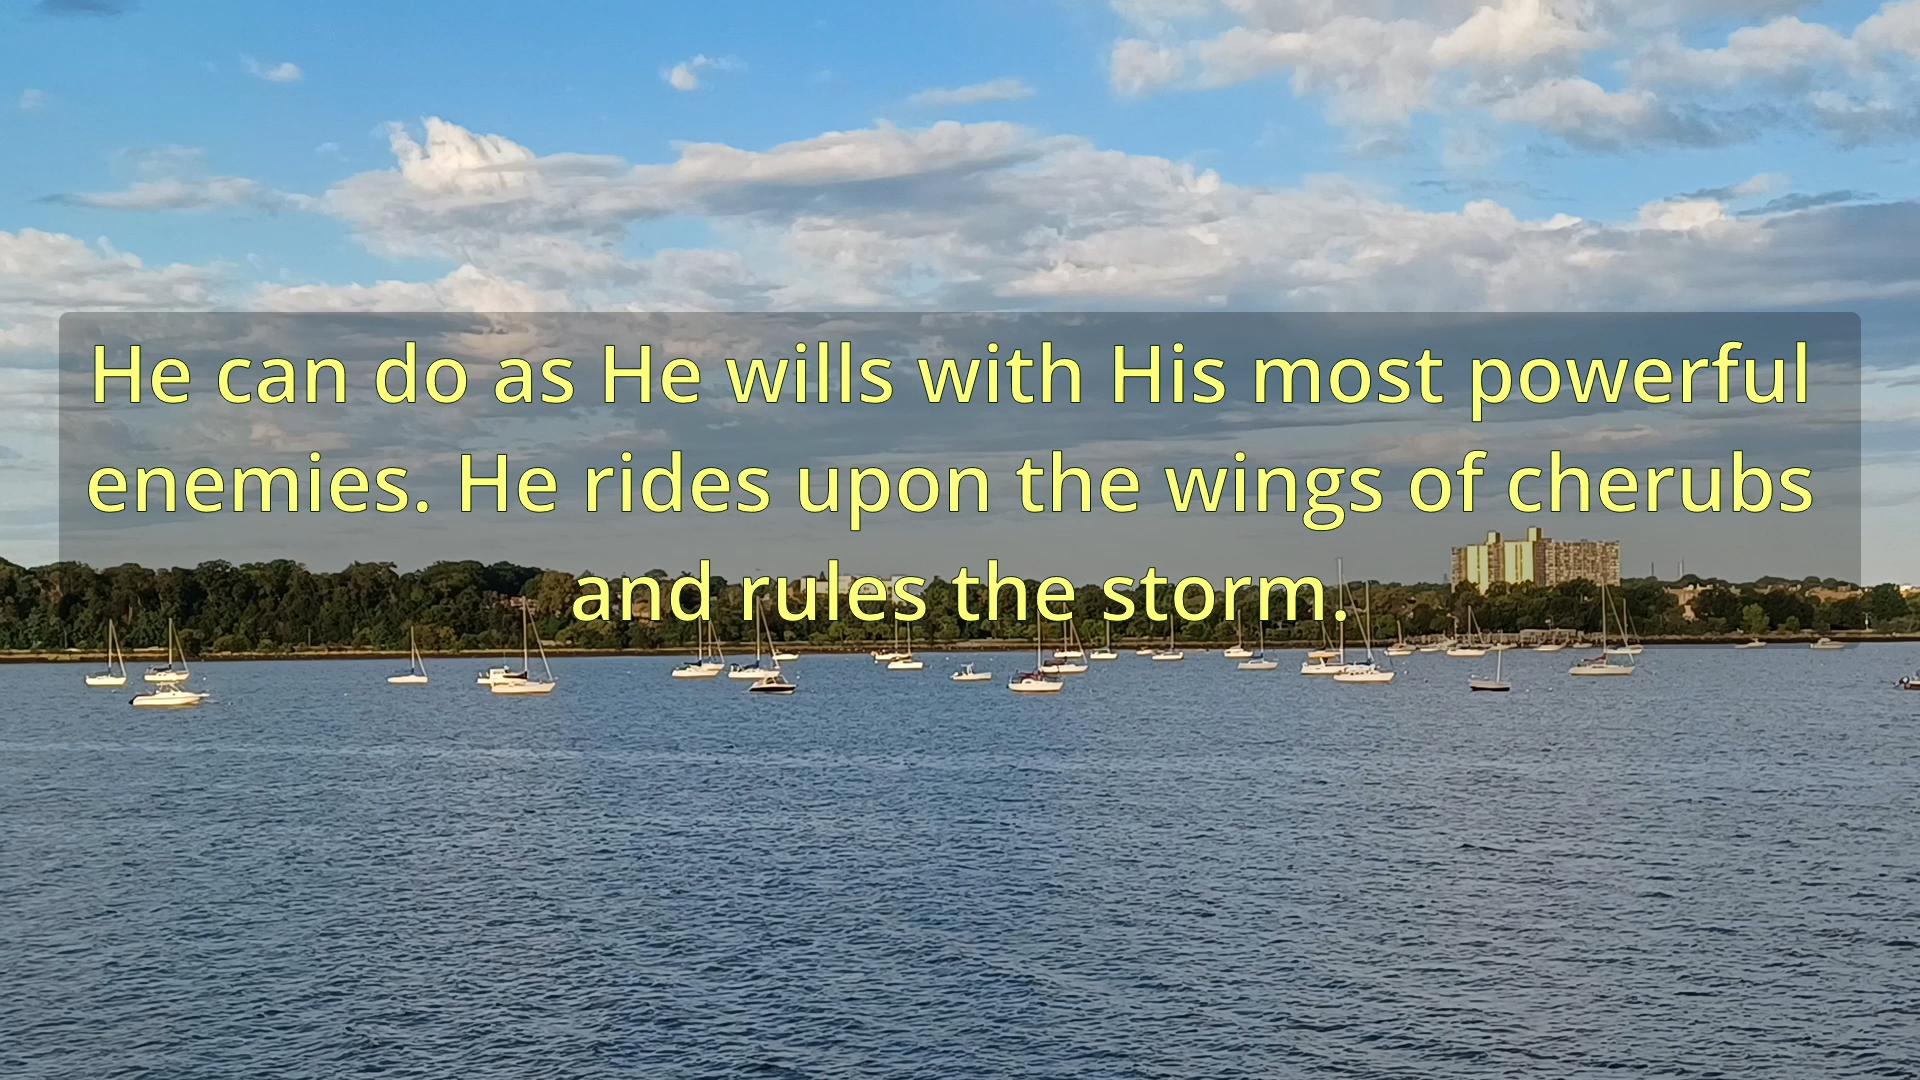 He can do as He wills with His most powerful
enemies. He rides upon the wings of cherubs
and rules the storm.